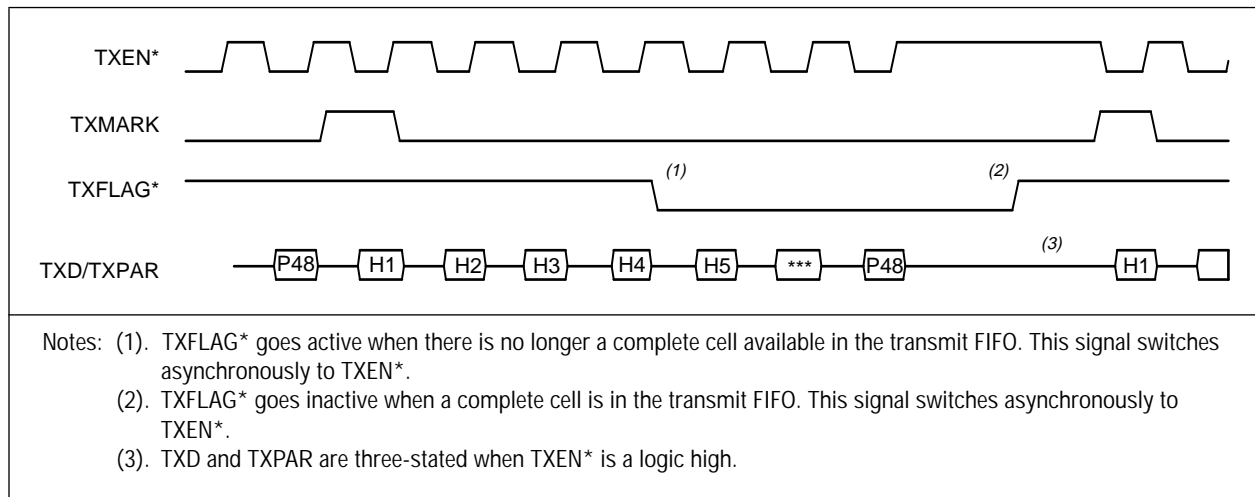 TXEN*
TXMARK
TXFLAG*
(1)
(2)
(3)
TXD/TXPAR
P48
H1
H2
H3
H4
H5
***
P48
H1
Notes: (1). TXFLAG* goes active when there is no longer a complete cell available in the transmit FIFO. This signal switches
asynchronously to TXEN*.
(2). TXFLAG* goes inactive when a complete cell is in the transmit FIFO. This signal switches asynchronously to
TXEN*.
(3). TXD and TXPAR are three-stated when TXEN* is a logic high.